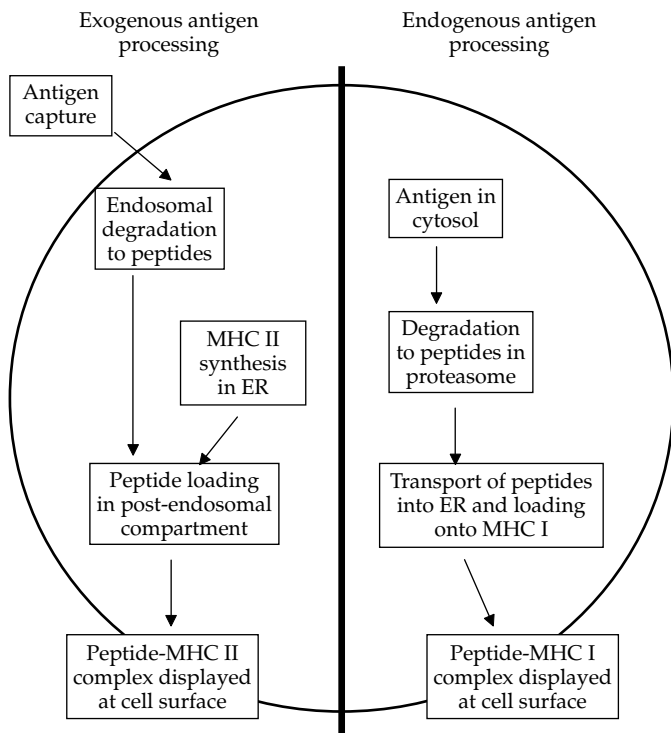 Exogenous antigen
processing
Antigen
capture
Endosomal
degradation
to peptides
MHC II
synthesis
in ER
Peptide loading
in post-endosomal
compartment
Peptide-MHC II
complex displayed
at cell surface
Endogenous antigen
processing
Antigen in
cytosol
Degradation
to peptides in
proteasome
Transport of peptides
into ER and loading
onto MHC I
Peptide-MHC I
complex displayed
at cell surface